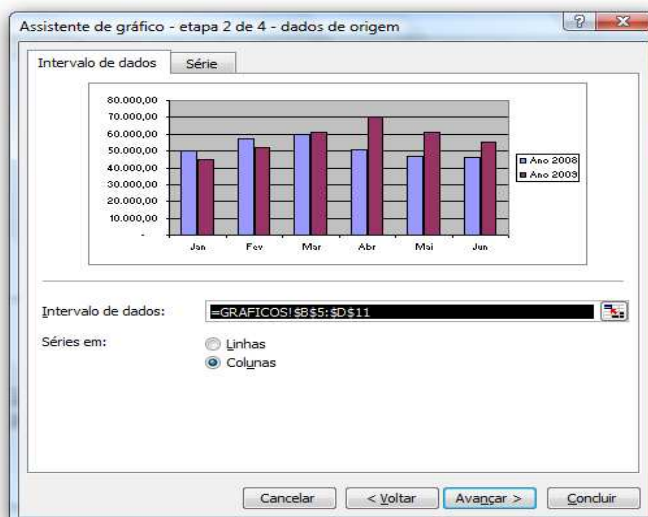 Assistente de gráfico - etapa 2 de 4 - dados de origem
?
Intervalo de dados
Série
80.000,00
70.000,00
60.000,00
50.000,00
40.000,00
30.000,00
20.000,00
10.000,00
-
Jan Fev Mar Abr Mai Jun
Ano 2008
Ano 2009
Intervalo de dados: =GRAFICOS!$B$5:$D$11
Séries em: Linhas
Colunas
Cancelar < Voltar Avançar > Concluir